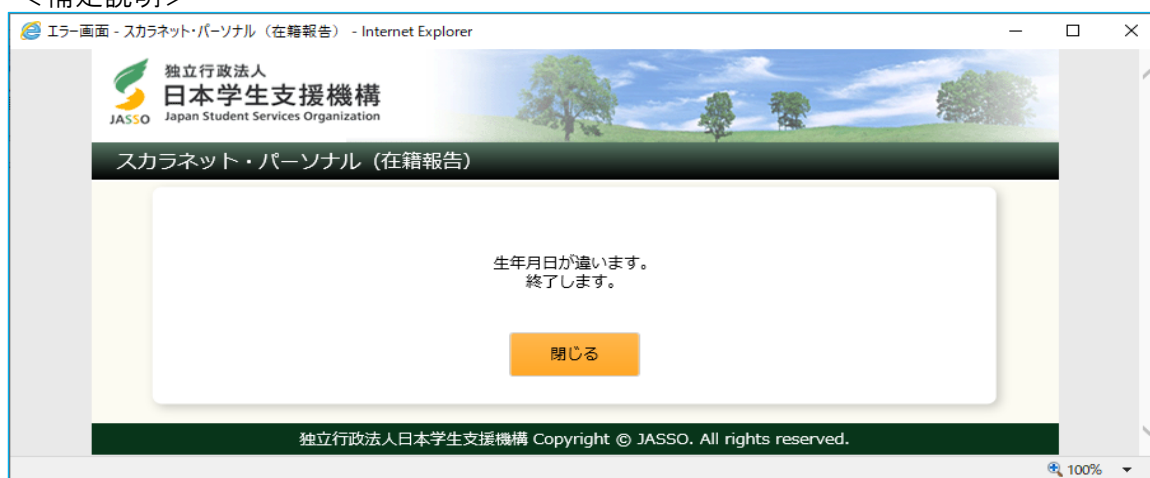 ＜補足説明＞
エラー画面 - スカラネット・パーソナル（在籍報告） - Internet Explorer
独立行政法人
日本学生支援機構
JASSO Japan Student Services Organization
スカラネット・パーソナル（在籍報告）
生年月日が違います。
終了します。
閉じる
独立行政法人日本学生支援機構 Copyright © JASSO. All rights reserved.
100%